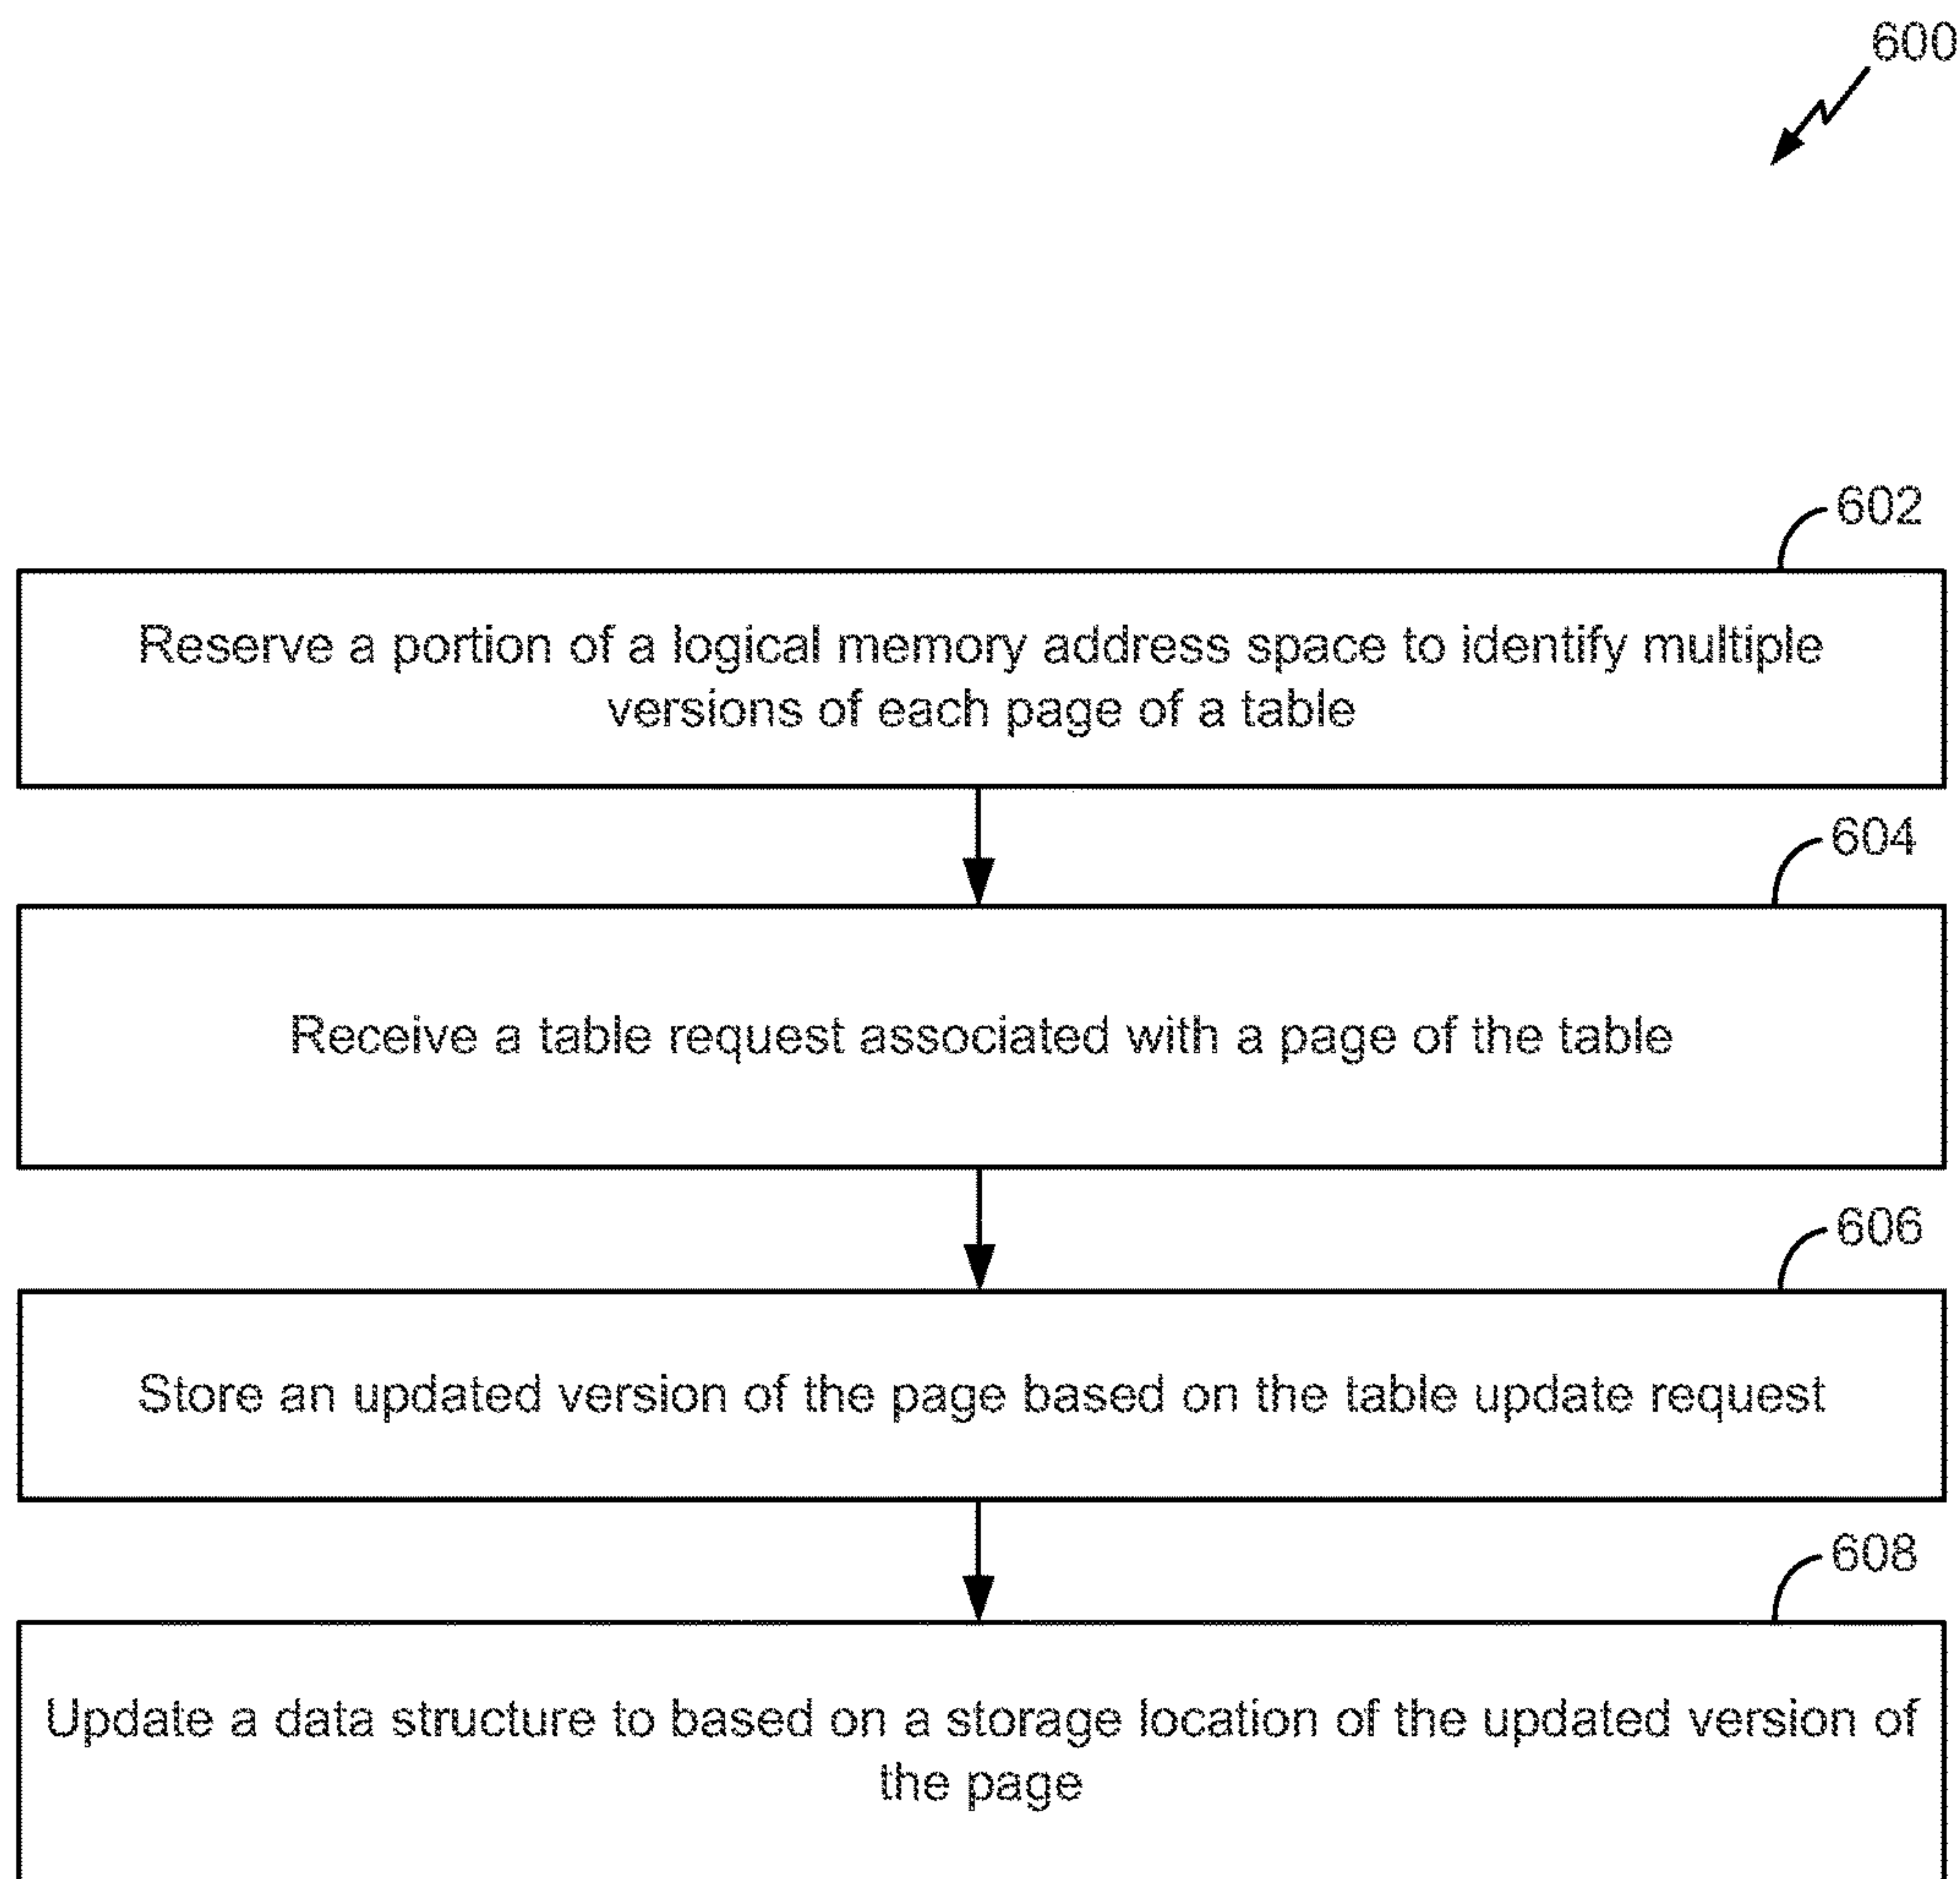 600
602
Reserve a portion of a logical memory address space to identify multiple
versions of each page of a table
604
Receive a table request associated with a page of the table
606
Store an updated version of the page based on the table update request
608
Update a data structure to based on a storage location of the updated version of
the page